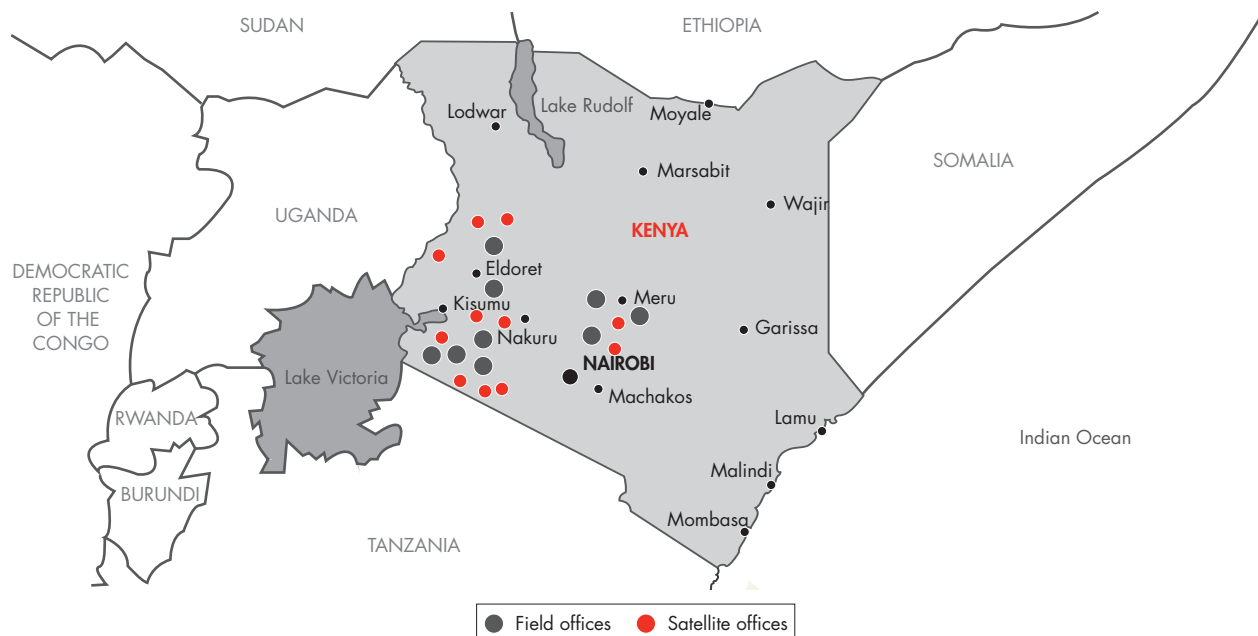 SUDAN
ETHIOPIA
Lake Rudolf
Lodwar
Moyale
SOMALIA
Marsabit
Wajir
UGANDA
KENYA
DEMOCRATIC
REPUBLIC
OF THE
CONGO
Eldoret
Kisumu
Meru
Garissa
Nakuru
NAIROBI
Lake Victoria
Machakos
RWANDA
Lamu
Indian Ocean
Malindi
BURUNDI
Mombasa
TANZANIA
Field offices
Satellite offices